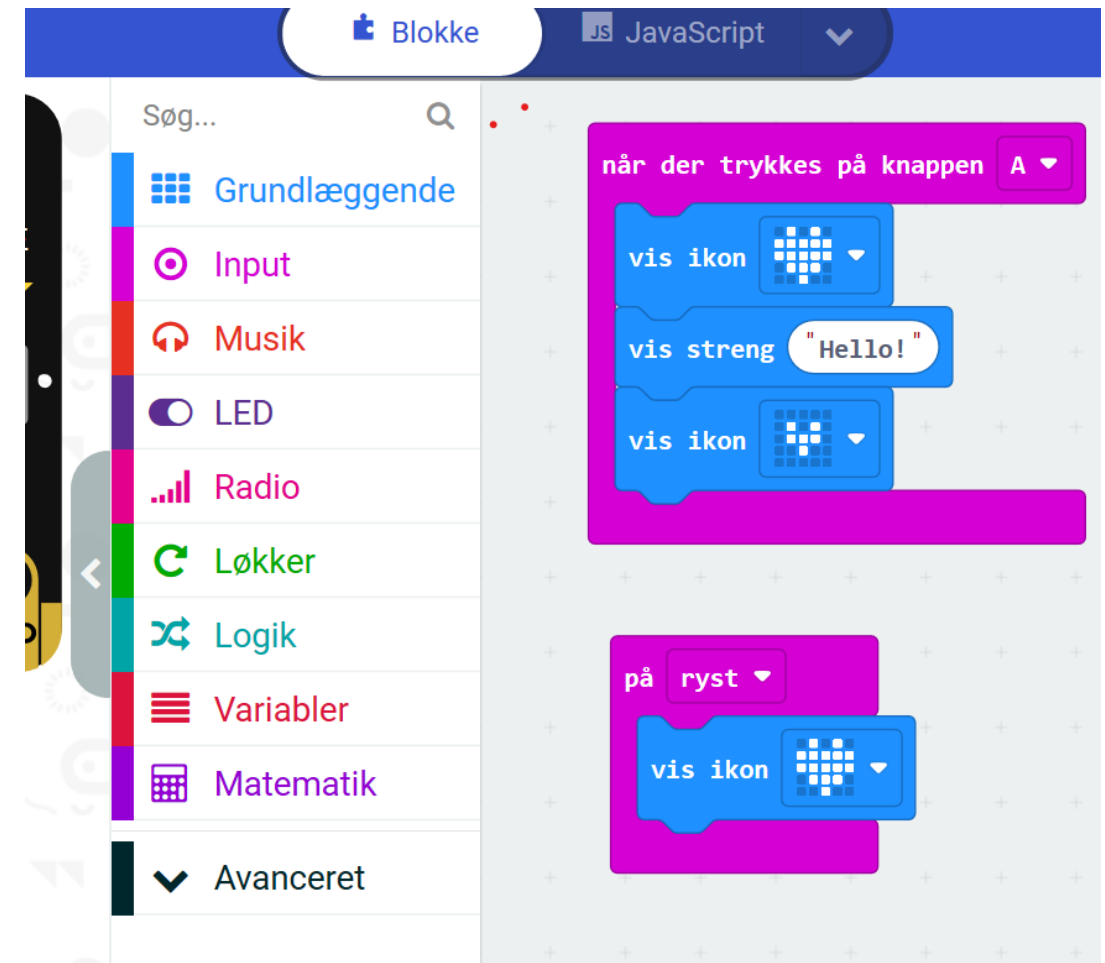 Blokke
JS JavaScript
Søg...
Grundlæggende
Input
Musik
LED
Radio
Løkker
Logik
Variabler
Matematik
Avanceret
når der trykkes på knappen A
vis ikon
vis streng "Hello!"
vis ikon
på ryst
vis ikon